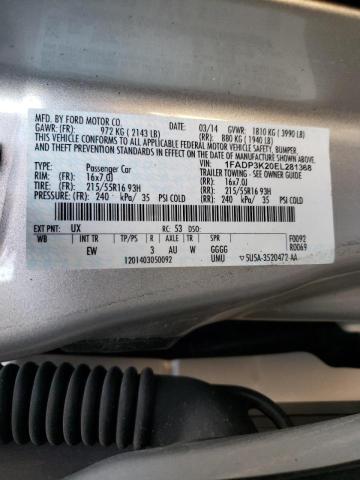 MFD. BY FORD MOTOR CO.
03/14 GVWR: 1810 KG ( 3990 LB)
GAWR: (FR): 972 KG ( 2143 LB) (RR): 880 KG ( 1940 LB)
THIS VEHICLE CONFORMS TO ALL APPLICABLE FEDERAL MOTOR VEHICLE SAFETY, BUMPER,
AND THEFT PREVENTION STANDARDS IN EFFECT ON THE DATE OF MANUFACTURE SHOWN ABOVE.
VIN: 1FADP3K20EL281368
TYPE: Passenger Car TRAILER TOWING - SEE OWNER GUIDE
RIM: (FR): 16x7.0J (RR): 16x7.0J
TIRE: (FR): 215/55R16 93H (RR): 215/55R16 93H
PRESSURE: (FR): 240 kPa/ 35 PSI COLD (RR): 240 kPa/ 35 PSI COLD
EXT PNT: UX RC: 53 DSO: F0092
WB INT TR TP/PS R AXLE TR SPR R0069
EW 3 AU W GGGG
1201403050092 UMU ▽5U5A-3520472-AA